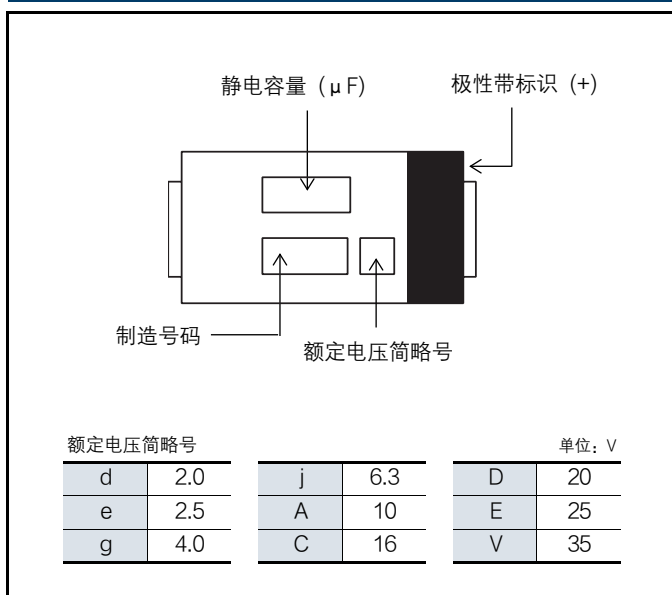 静电容量 (μF) 极性带标识 (+)
制造号码
额定电压简略号
额定电压简略号 单位: V
d 2.0 j 6.3 D 20
e 2.5 A 10 E 25
g 4.0 C 16 V 35